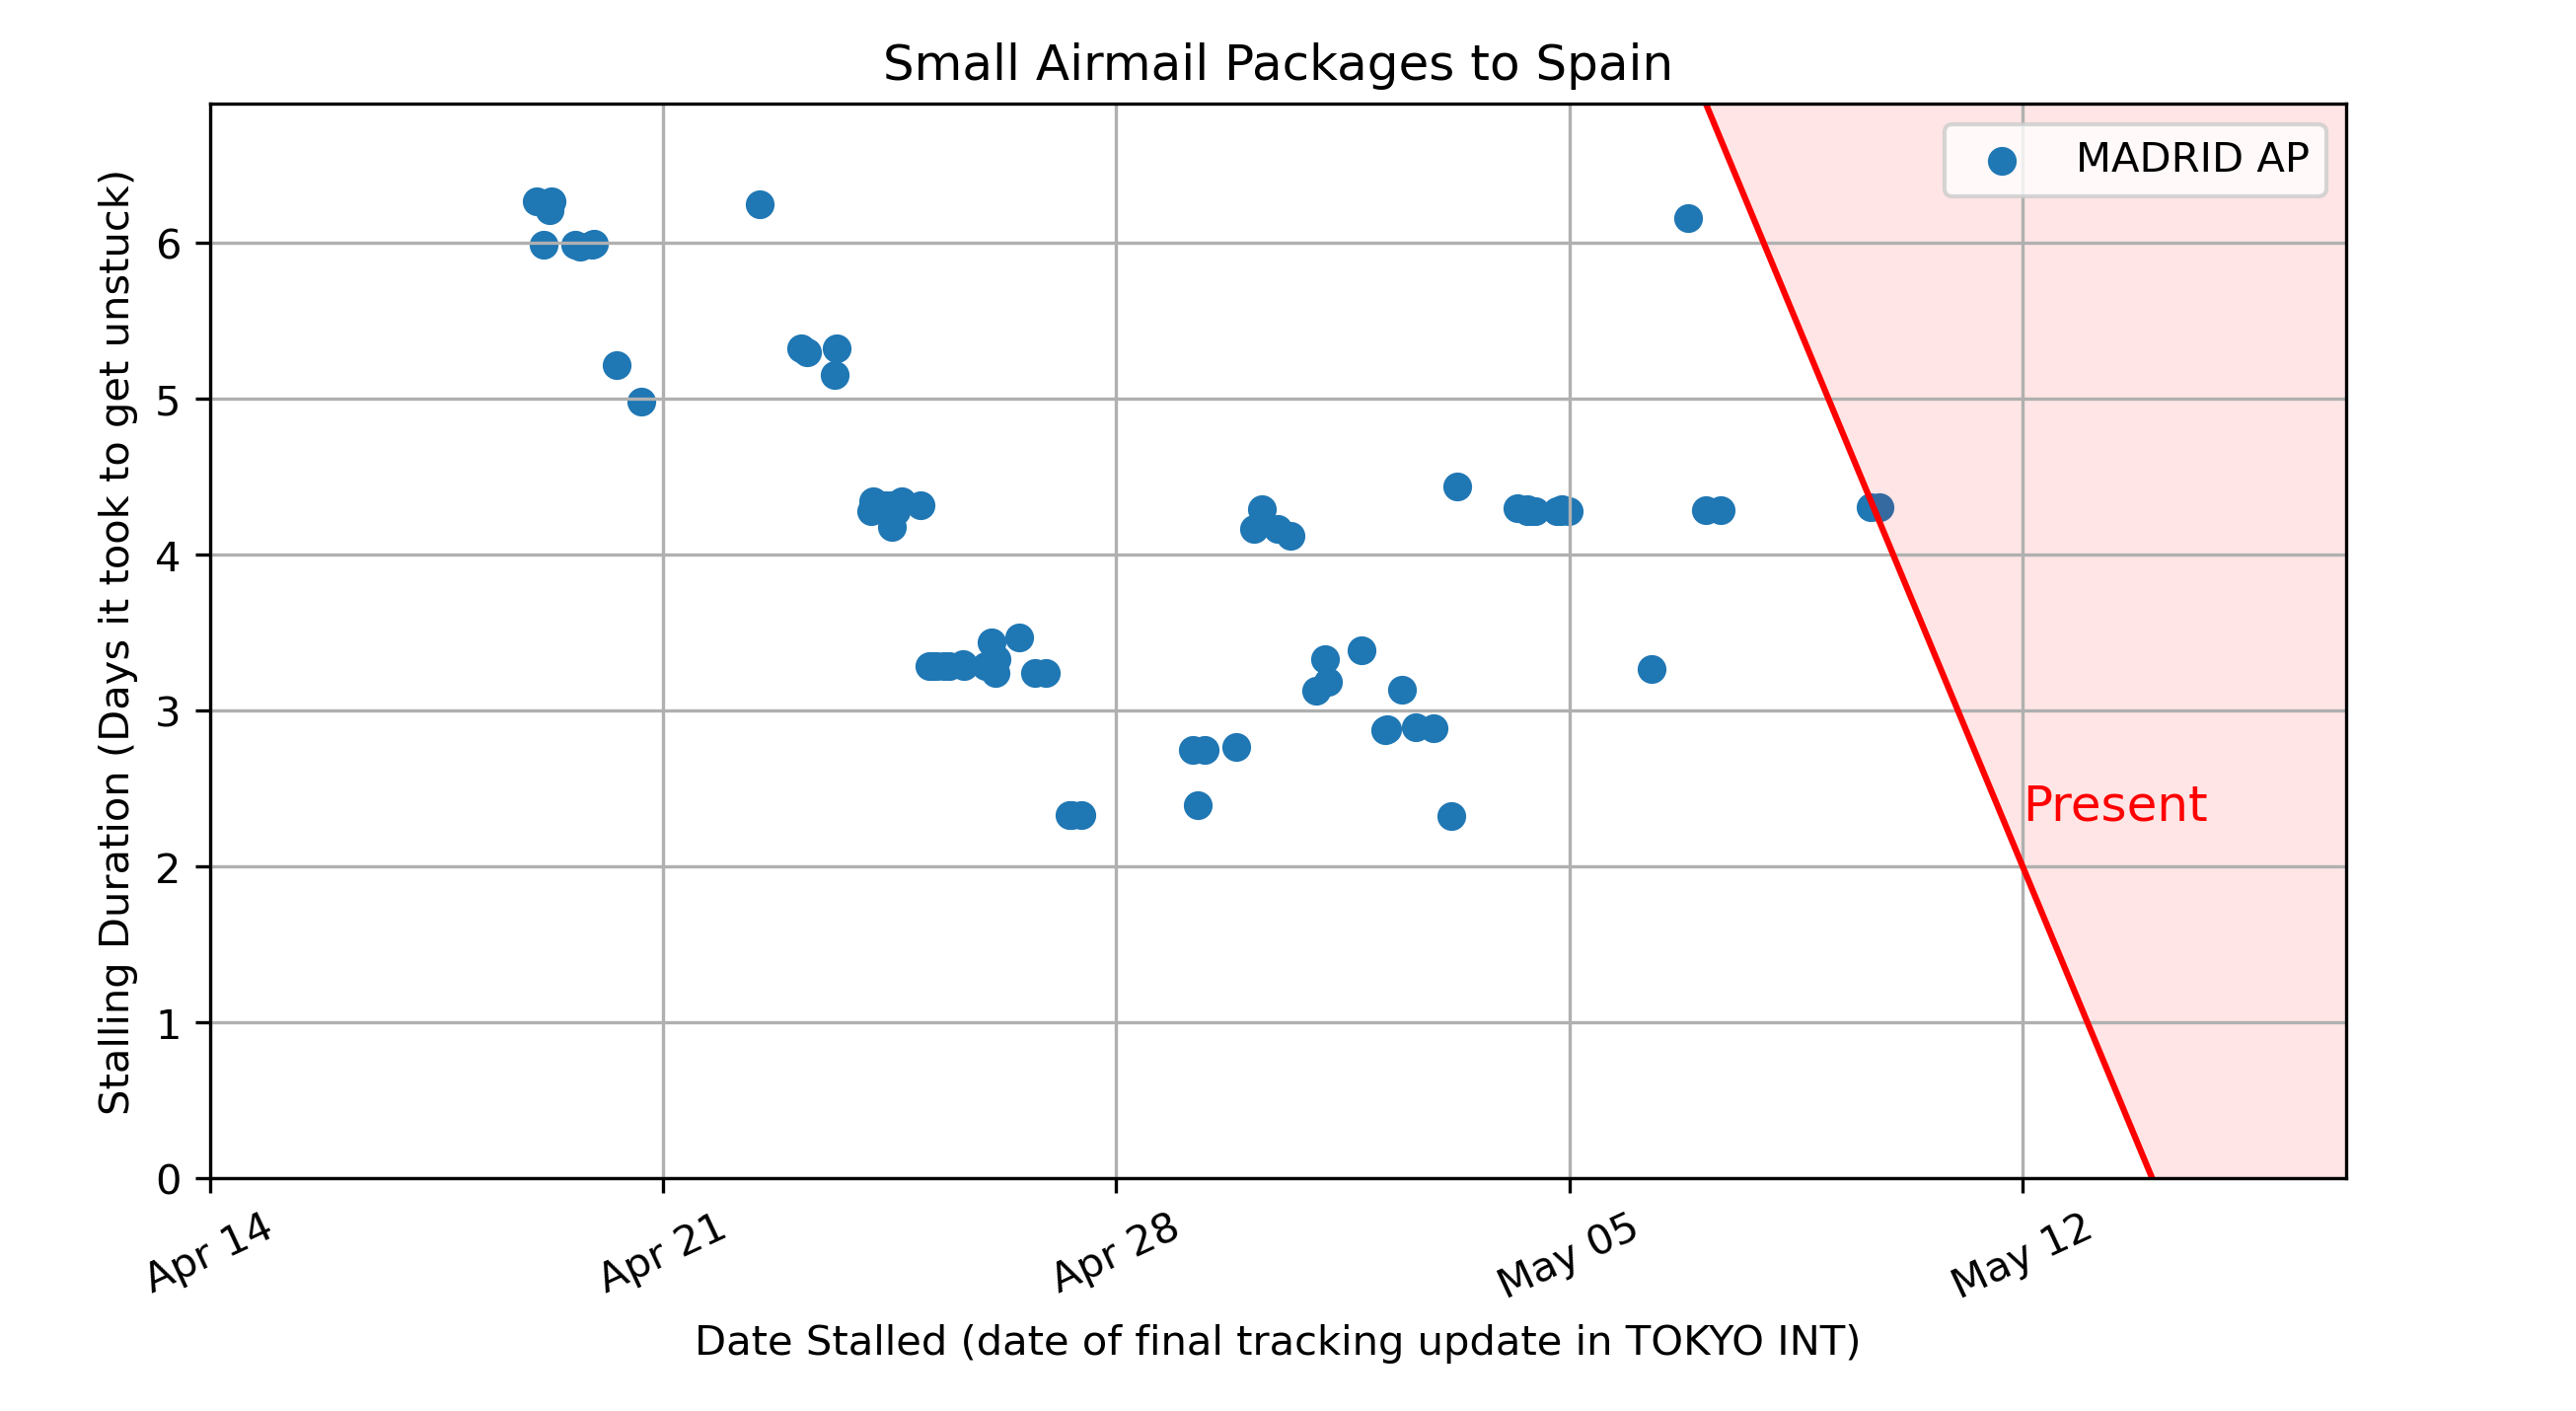 Small Airmail Packages to Spain
MADRID AP
Stalling Duration (Days it took to get unstuck)
6
5
4
3
2
1
0
Present
Apr 14
Apr 21
Apr 28
May 05
May 12
Date Stalled (date of final tracking update in TOKYO INT)